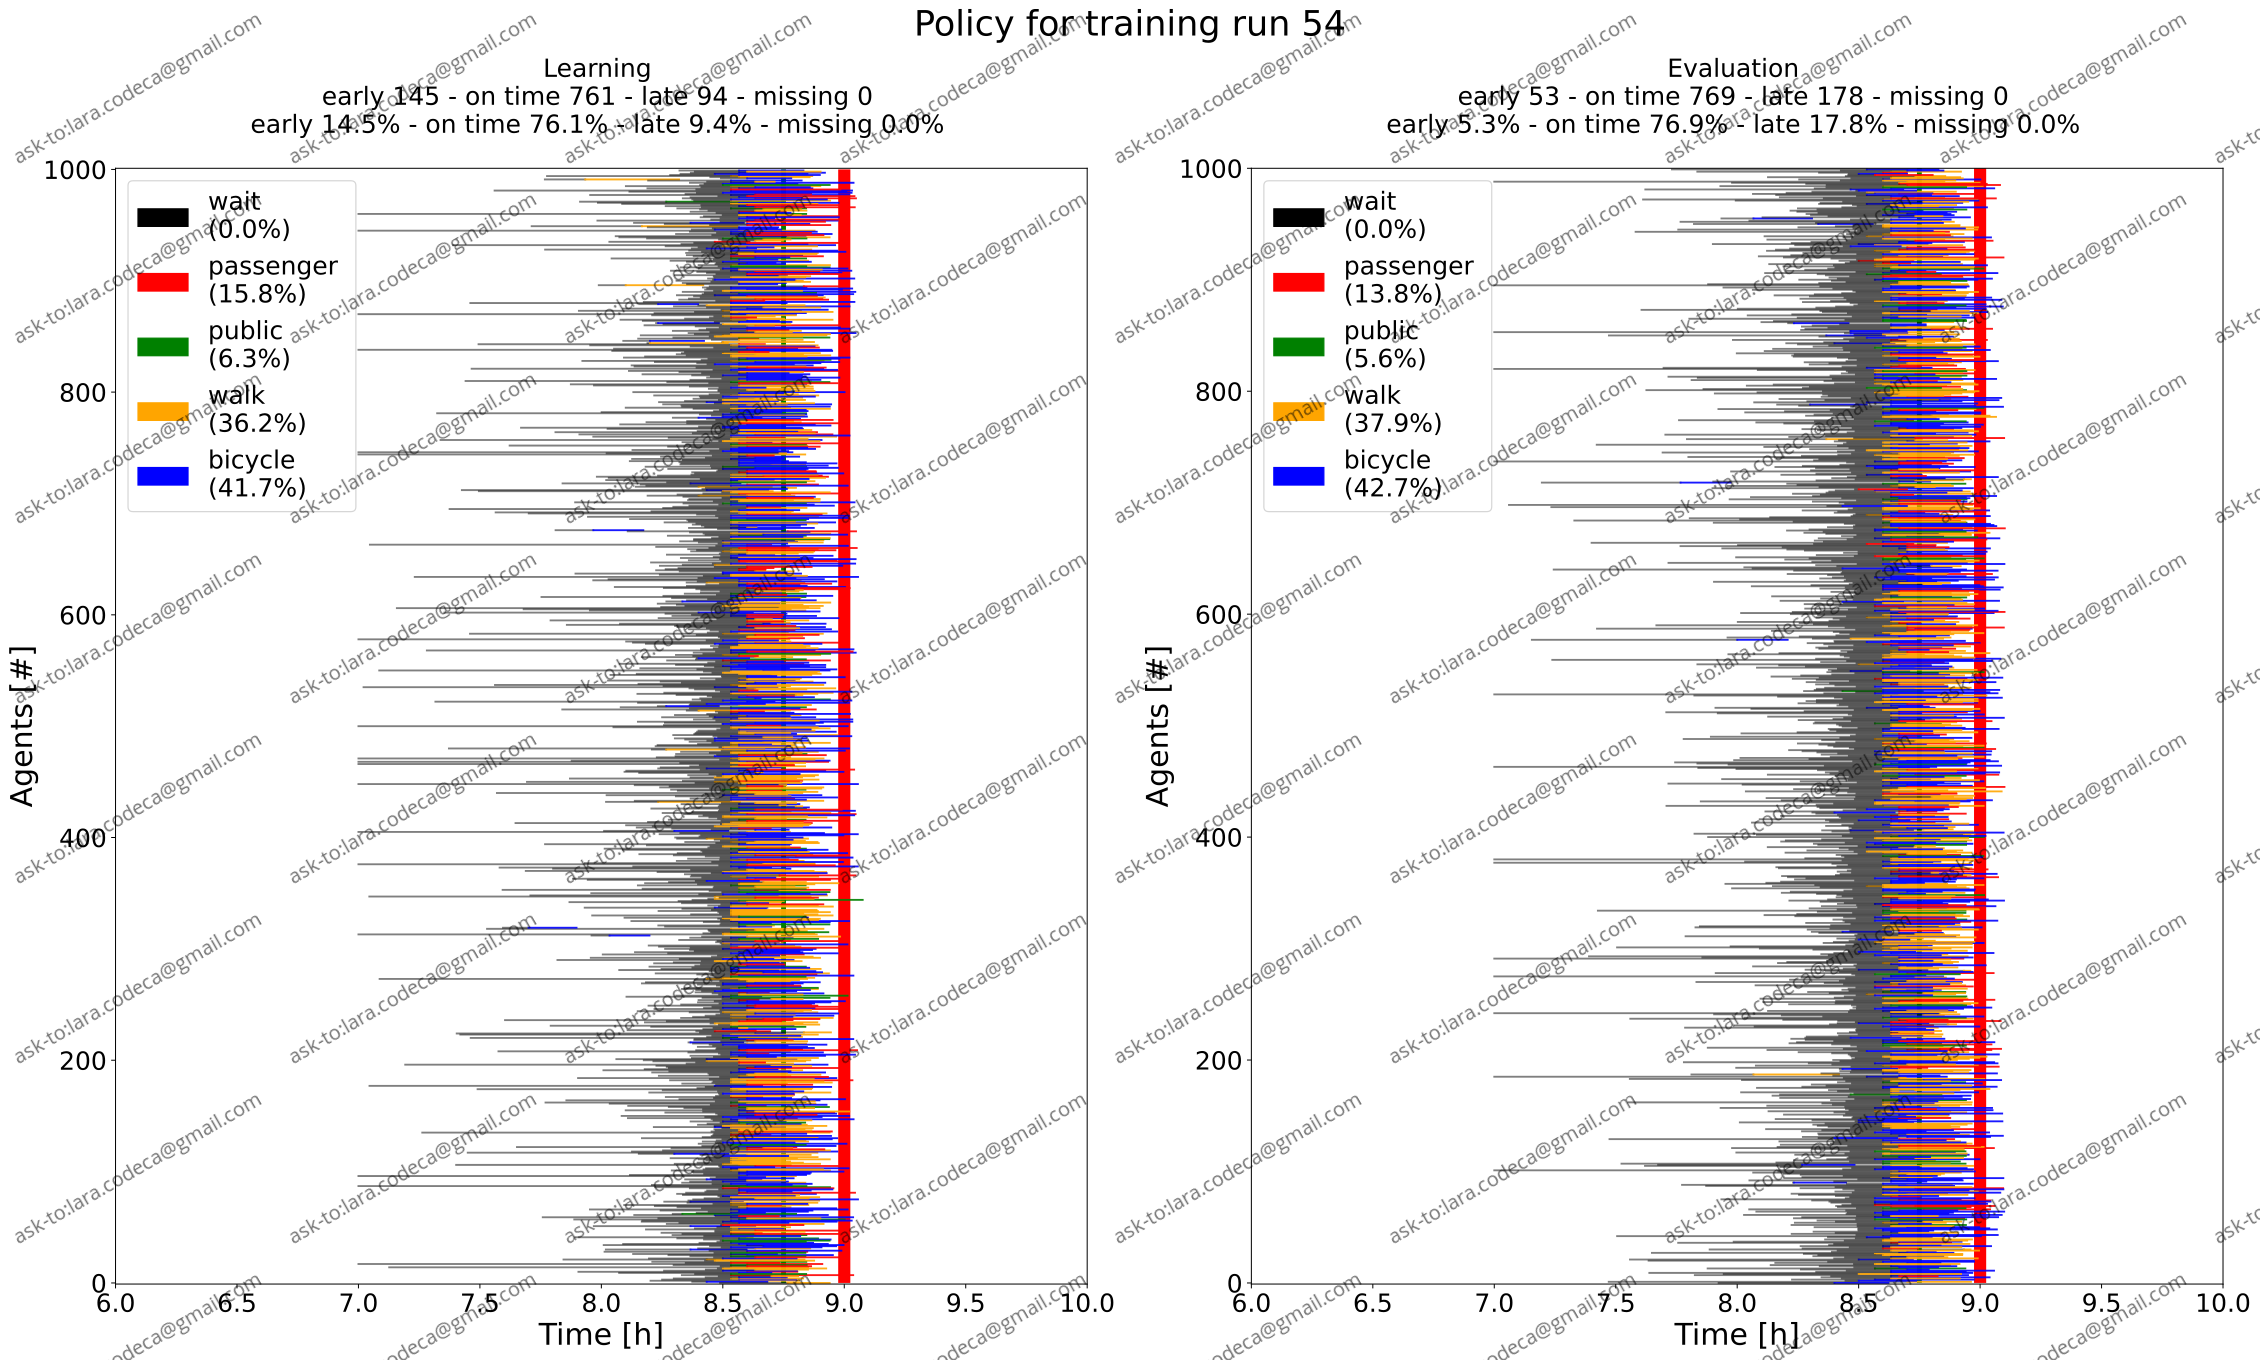 Policy for training run 54
Learning
early 145 - on time 761 - late 94 - missing 0
early 14.5% - on time 76.1% - late 9.4% - missing 0.0%
Evaluation
early 53 - on time 769 - late 178 - missing 0
early 5.3% - on time 76.9% - late 17.8% - missing 0.0%
wait
(0.0%)
passenger
(15.8%)
public
(6.3%)
walk
(36.2%)
bicycle
(41.7%)
Agents [#]
1000
800
600
400
200
0
6.0 6.5 7.0 7.5 8.0 8.5 9.0 9.5 10.0
Time [h]
wait
(0.0%)
passenger
(13.8%)
public
(5.6%)
walk
(37.9%)
bicycle
(42.7%)
Agents [#]
1000
800
600
400
200
0
6.0 6.5 7.0 7.5 8.0 8.5 9.0 9.5 10.0
Time [h]
ask-to:lara.codeca@gmail.com